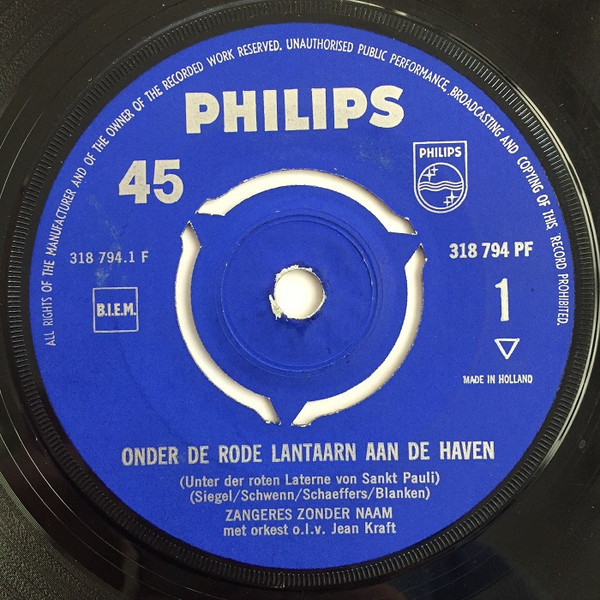 ALL RIGHTS OF THE MANUFACTURER AND OF THE OWNER OF THE RECORDED WORK RESERVED. UNAUTHORISED PUBLIC PERFORMANCE, BROADCASTING AND COPYING OF THIS RECORD PROHIBITED.
PHILIPS
45
PHILIPS
318 794.1 F
318 794 PF
B.I.E.M.
1
MADE IN HOLLAND
ONDER DE RODE LANTAARN AAN DE HAVEN
(Unter der roten Laterne von Sankt Pauli)
(Siegel/Schwenn/Schaeffers/Blanken)
ZANGERES ZONDER NAAM
met orkest o.l.v. Jean Kraft